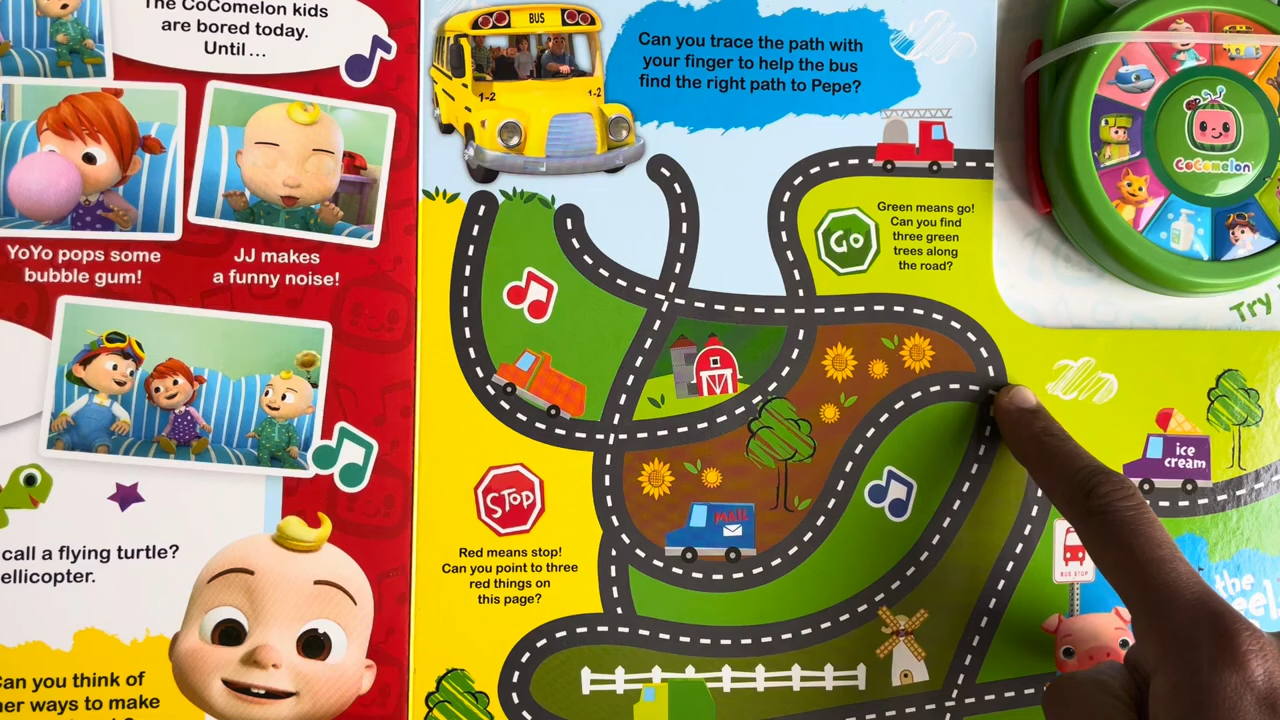 The CoComelon kids
are bored today.
Until ...
YoYo pops some
bubble gum!
JJ makes
a funny noise!
call a flying turtle?
ellicopter.
Can you think of
ways to make
BUS
1-2
1-2
Can you trace the path with
your finger to help the bus
find the right path to Pepe?
GO
Green means go!
Can you find
three green
trees along
the road?
STOP
Red means stop!
Can you point to three
red things on
this page?
MAIL
ice
cream
BUS STOP
the
CoComelon
Try